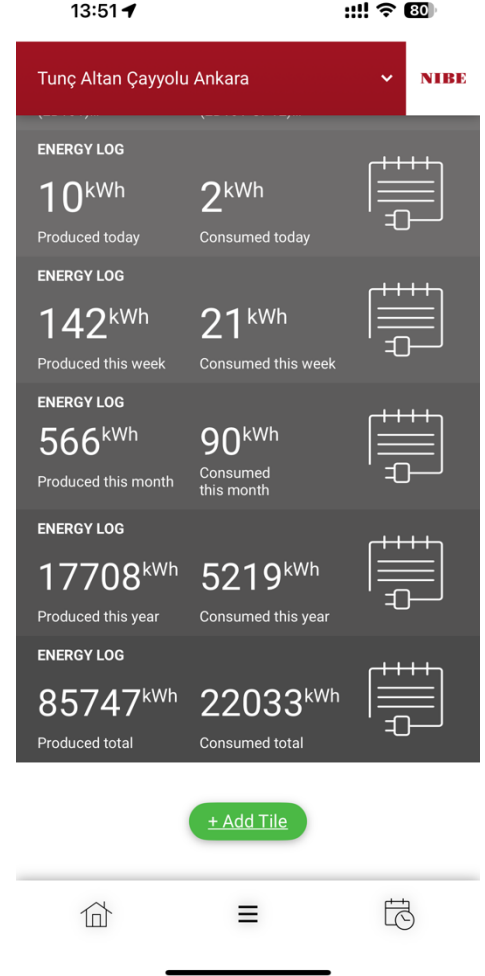 13:51
80
Tunç Altan Çayyolu Ankara
NIBE
ENERGY LOG
10kWh 2kWh
Produced today Consumed today
ENERGY LOG
142kWh 21kWh
Produced this week Consumed this week
ENERGY LOG
566kWh 90kWh
Produced this month Consumed
this month
ENERGY LOG
17708kWh 5219kWh
Produced this year Consumed this year
ENERGY LOG
85747kWh 22033kWh
Produced total Consumed total
+ Add Tile